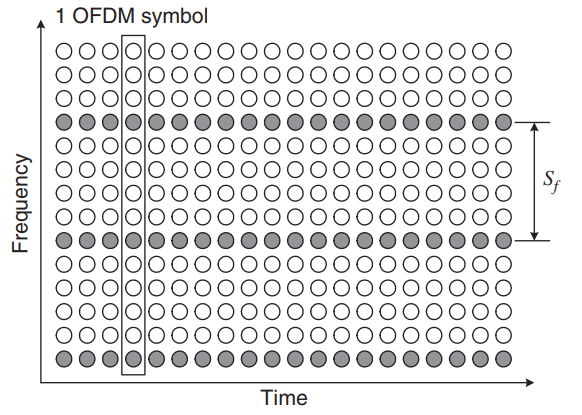 1 OFDM symbol
Frequency
S_f
Time